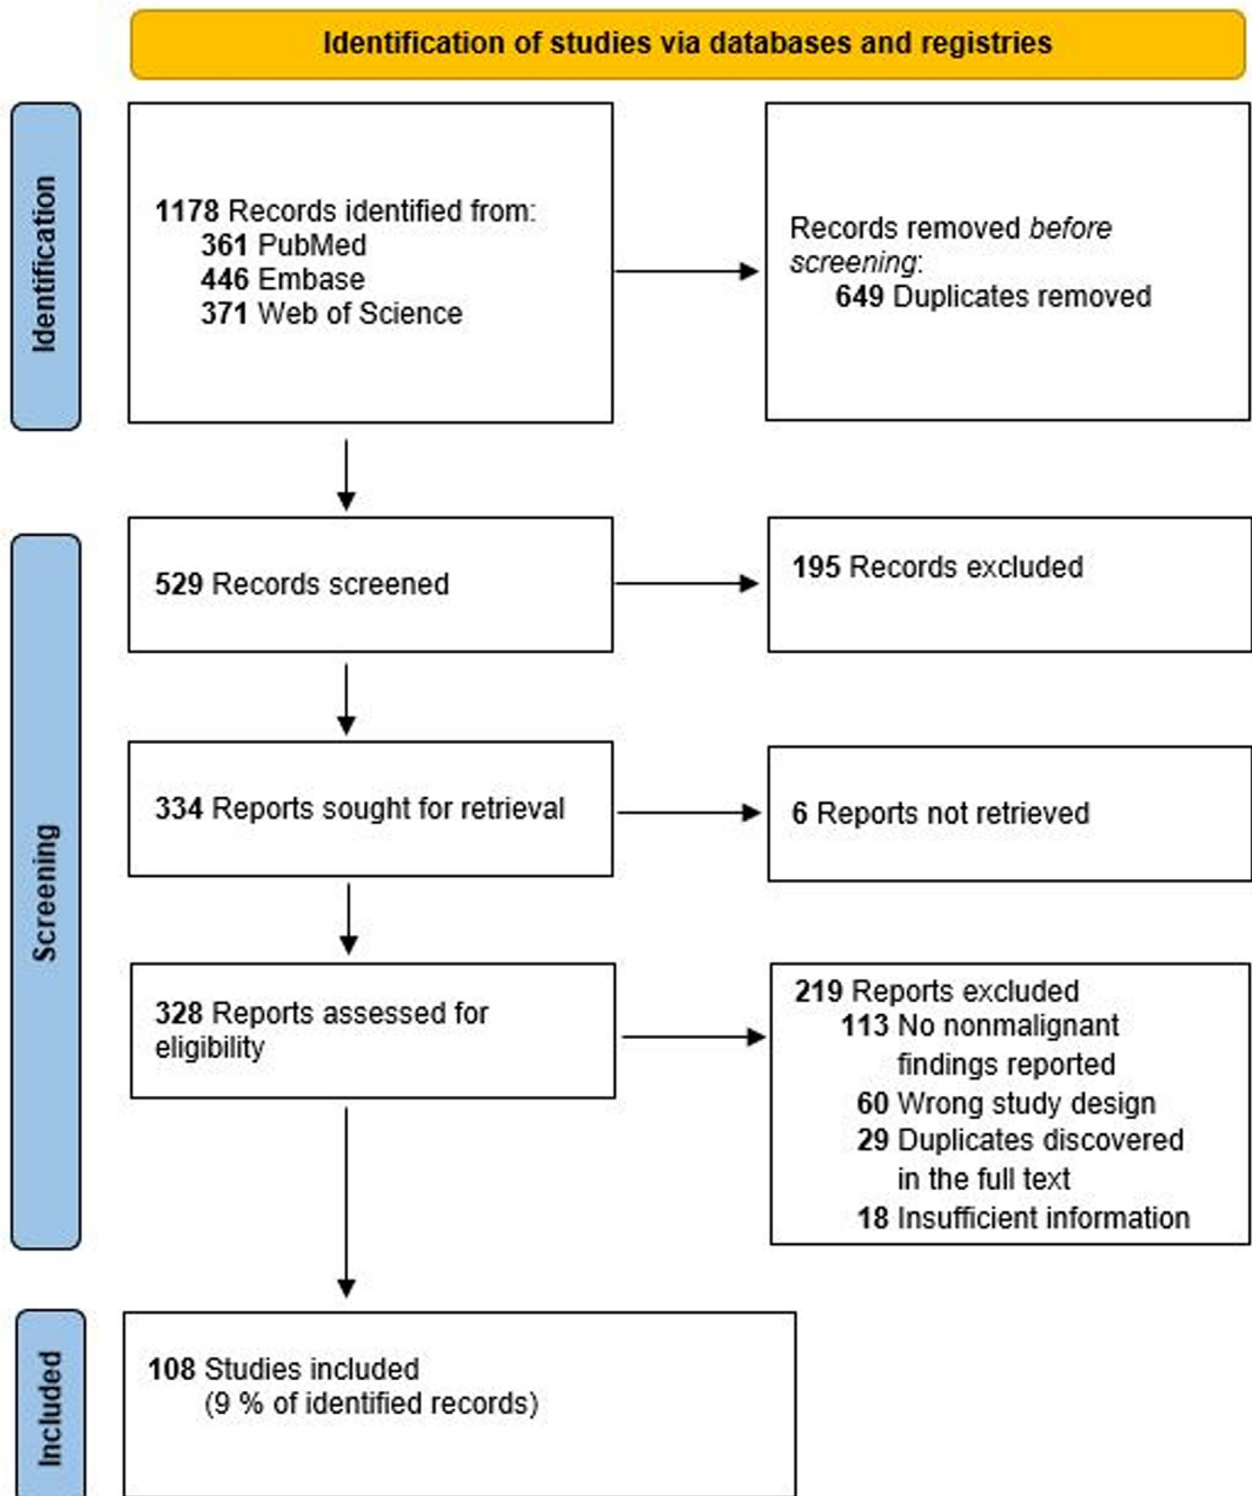 Identification of studies via databases and registries
Identification
1178 Records identified from:
361 PubMed
446 Embase
371 Web of Science
Records removed before
screening:
649 Duplicates removed
Screening
529 Records screened
195 Records excluded
334 Reports sought for retrieval
6 Reports not retrieved
328 Reports assessed for
eligibility
219 Reports excluded
113 No nonmalignant
findings reported
60 Wrong study design
29 Duplicates discovered
in the full text
18 Insufficient information
Included
108 Studies included
(9 % of identified records)